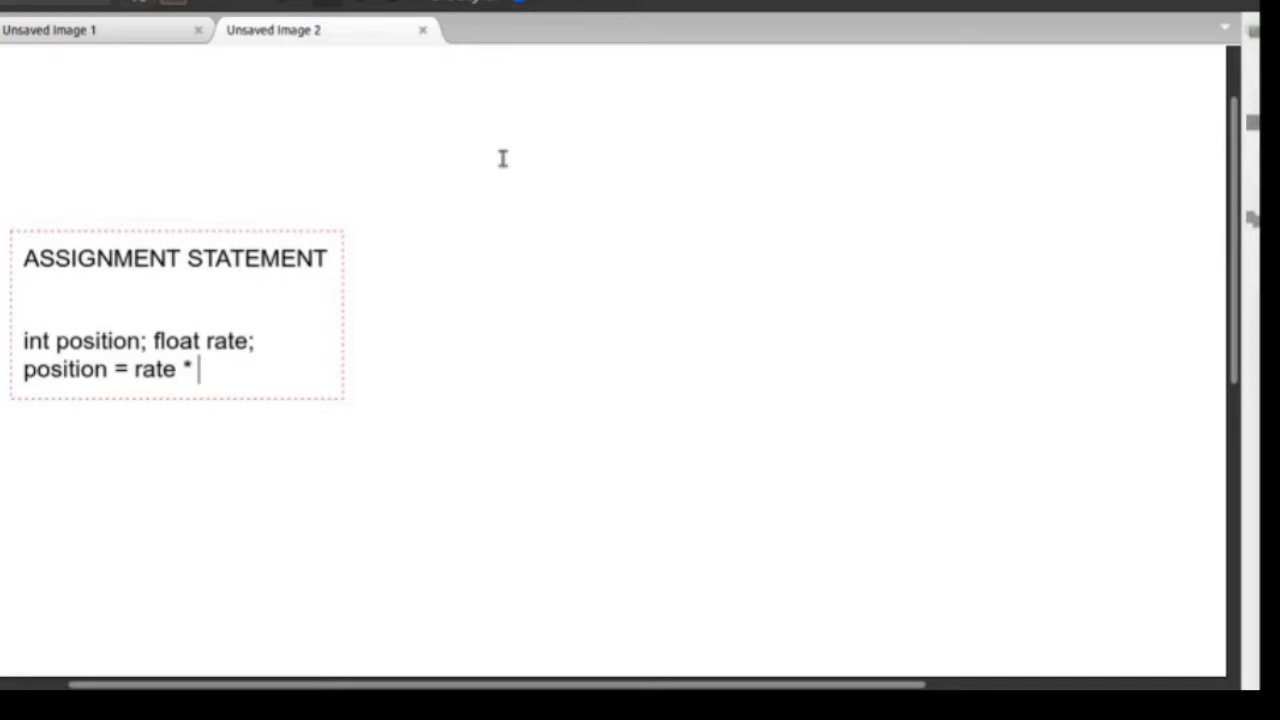 Unsaved Image 1
Unsaved Image 2
ASSIGNMENT STATEMENT
int position; float rate;
position = rate *